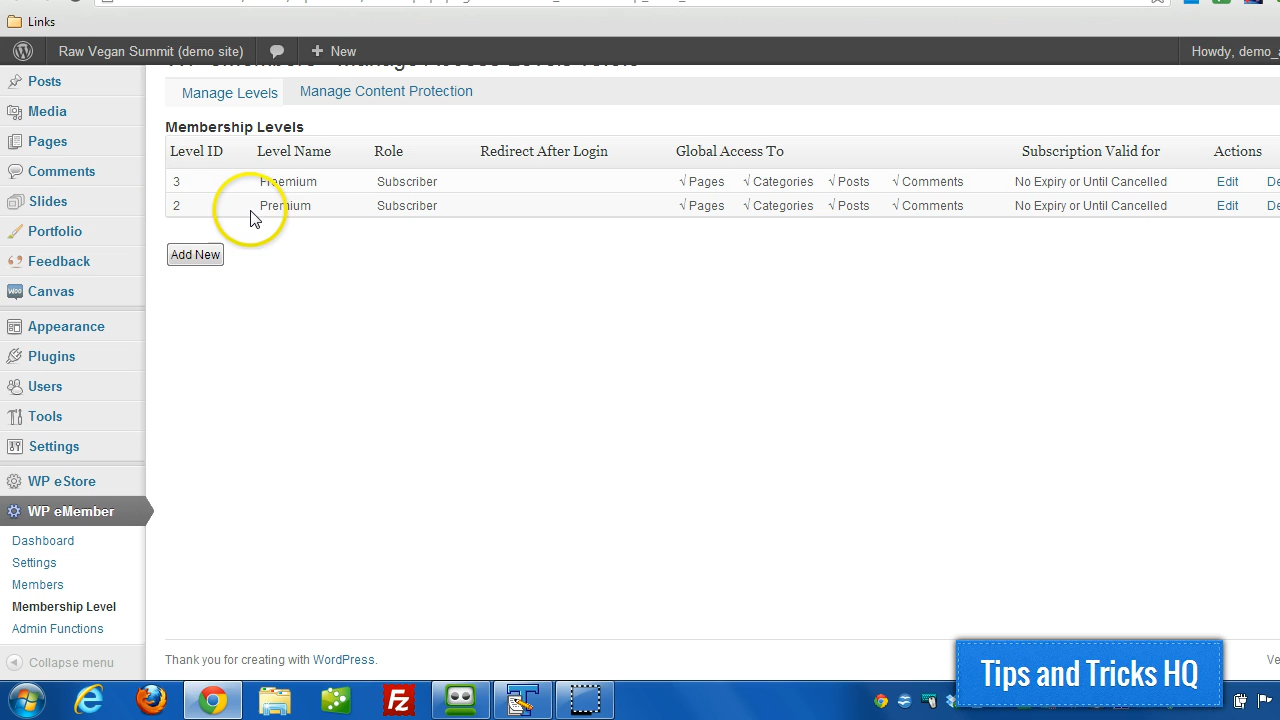 Links
Raw Vegan Summit (demo site) New Howdy, demo_
Posts
Media
Pages
Comments
Slides
Portfolio
Feedback
Canvas
Appearance
Plugins
Users
Tools
Settings
WP eStore
WP eMember
Dashboard
Settings
Members
Membership Level
Admin Functions
Collapse menu
Manage Levels Manage Content Protection
Membership Levels
Level ID Level Name Role Redirect After Login Global Access To Subscription Valid for Actions
3 Freemium Subscriber √ Pages √ Categories √ Posts √ Comments No Expiry or Until Cancelled Edit De
2 Premium Subscriber √ Pages √ Categories √ Posts √ Comments No Expiry or Until Cancelled Edit De
Add New
Thank you for creating with WordPress. Ve
Tips and Tricks HQ